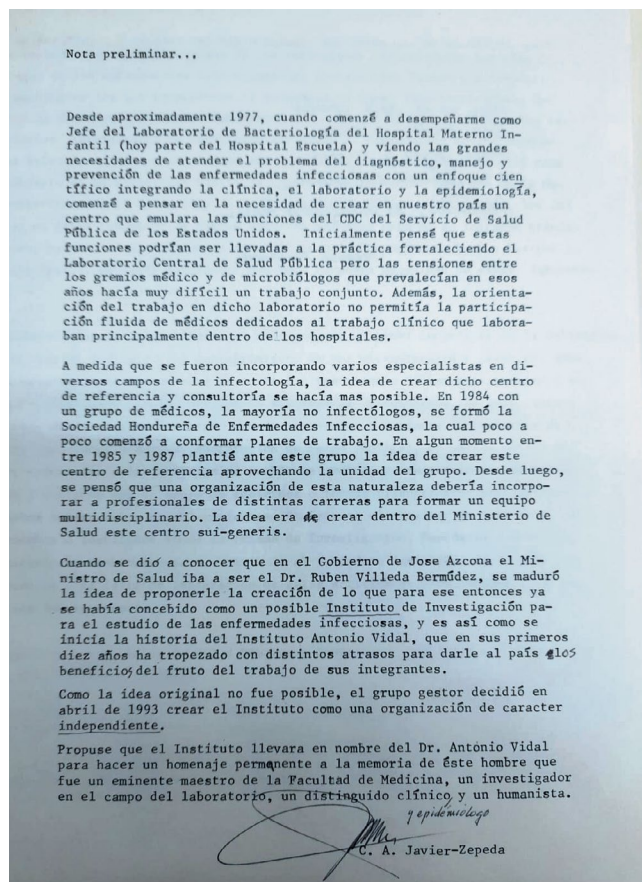 Nota preliminar...
Desde aproximadamente 1977, cuando comenzé a desempeñarme como
Jefe del Laboratorio de Bacteriología del Hospital Materno In-
fantil (hoy parte del Hospital Escuela) y viendo las grandes
necesidades de atender el problema del diagnóstico, manejo y
prevención de las enfermedades infecciosas con un enfoque cien
tífico integrando la clínica, el laboratorio y la epidemiología,
comenzé a pensar en la necesidad de crear en nuestro país un
centro que emulara las funciones del CDC del Servicio de Salud
Pública de los Estados Unidos. Inicialmente pensé que estas
funciones podrían ser llevadas a la práctica fortaleciendo el
Laboratorio Central de Salud Pública pero las tensiones entre
los gremios médico y de microbiólogos que prevalecían en esos
años hacía muy difícil un trabajo conjunto. Además, la orienta-
ción del trabajo en dicho laboratorio no permitía la participa-
ción fluida de médicos dedicados al trabajo clínico que labora-
ban principalmente dentro de los hospitales.
A medida que se fueron incorporando varios especialistas en di-
versos campos de la infectología, la idea de crear dicho centro
de referencia y consultoría se hacía mas posible. En 1984 con
un grupo de médicos, la mayoría no infectólogos, se formó la
Sociedad Hondureña de Enfermedades Infecciosas, la cual poco a
poco comenzó a conformar planes de trabajo. En algun momento en-
tre 1985 y 1987 plantié ante este grupo la idea de crear este
centro de referencia aprovechando la unidad del grupo. Desde luego,
se pensó que una organización de esta naturaleza debería incorpo-
rar a profesionales de distintas carreras para formar un equipo
multidisciplinario. La idea era de crear dentro del Ministerio de
Salud este centro sui-generis.
Cuando se dió a conocer que en el Gobierno de Jose Azcona el Mi-
nistro de Salud iba a ser el Dr. Ruben Villeda Bermúdez, se maduró
la idea de proponerle la creación de lo que para ese entonces ya
se había concebido como un posible Instituto de Investigación pa-
ra el estudio de las enfermedades infecciosas, y es así como se
inicia la historia del Instituto Antonio Vidal, que en sus primeros
diez años ha tropezado con distintos atrasos para darle al país los
beneficios del fruto del trabajo de sus integrantes.
Como la idea original no fue posible, el grupo gestor decidió en
abril de 1993 crear el Instituto como una organización de caracter
independiente.
Propuse que el Instituto llevara en nombre del Dr. António Vidal
para hacer un homenaje permanente a la memoria de éste hombre que
fue un eminente maestro de la Facultad de Medicina, un investigador
en el campo del laboratorio, un distinguido clínico, y un humanista.
y epidemiólogo
C. A. Javier-Zepeda